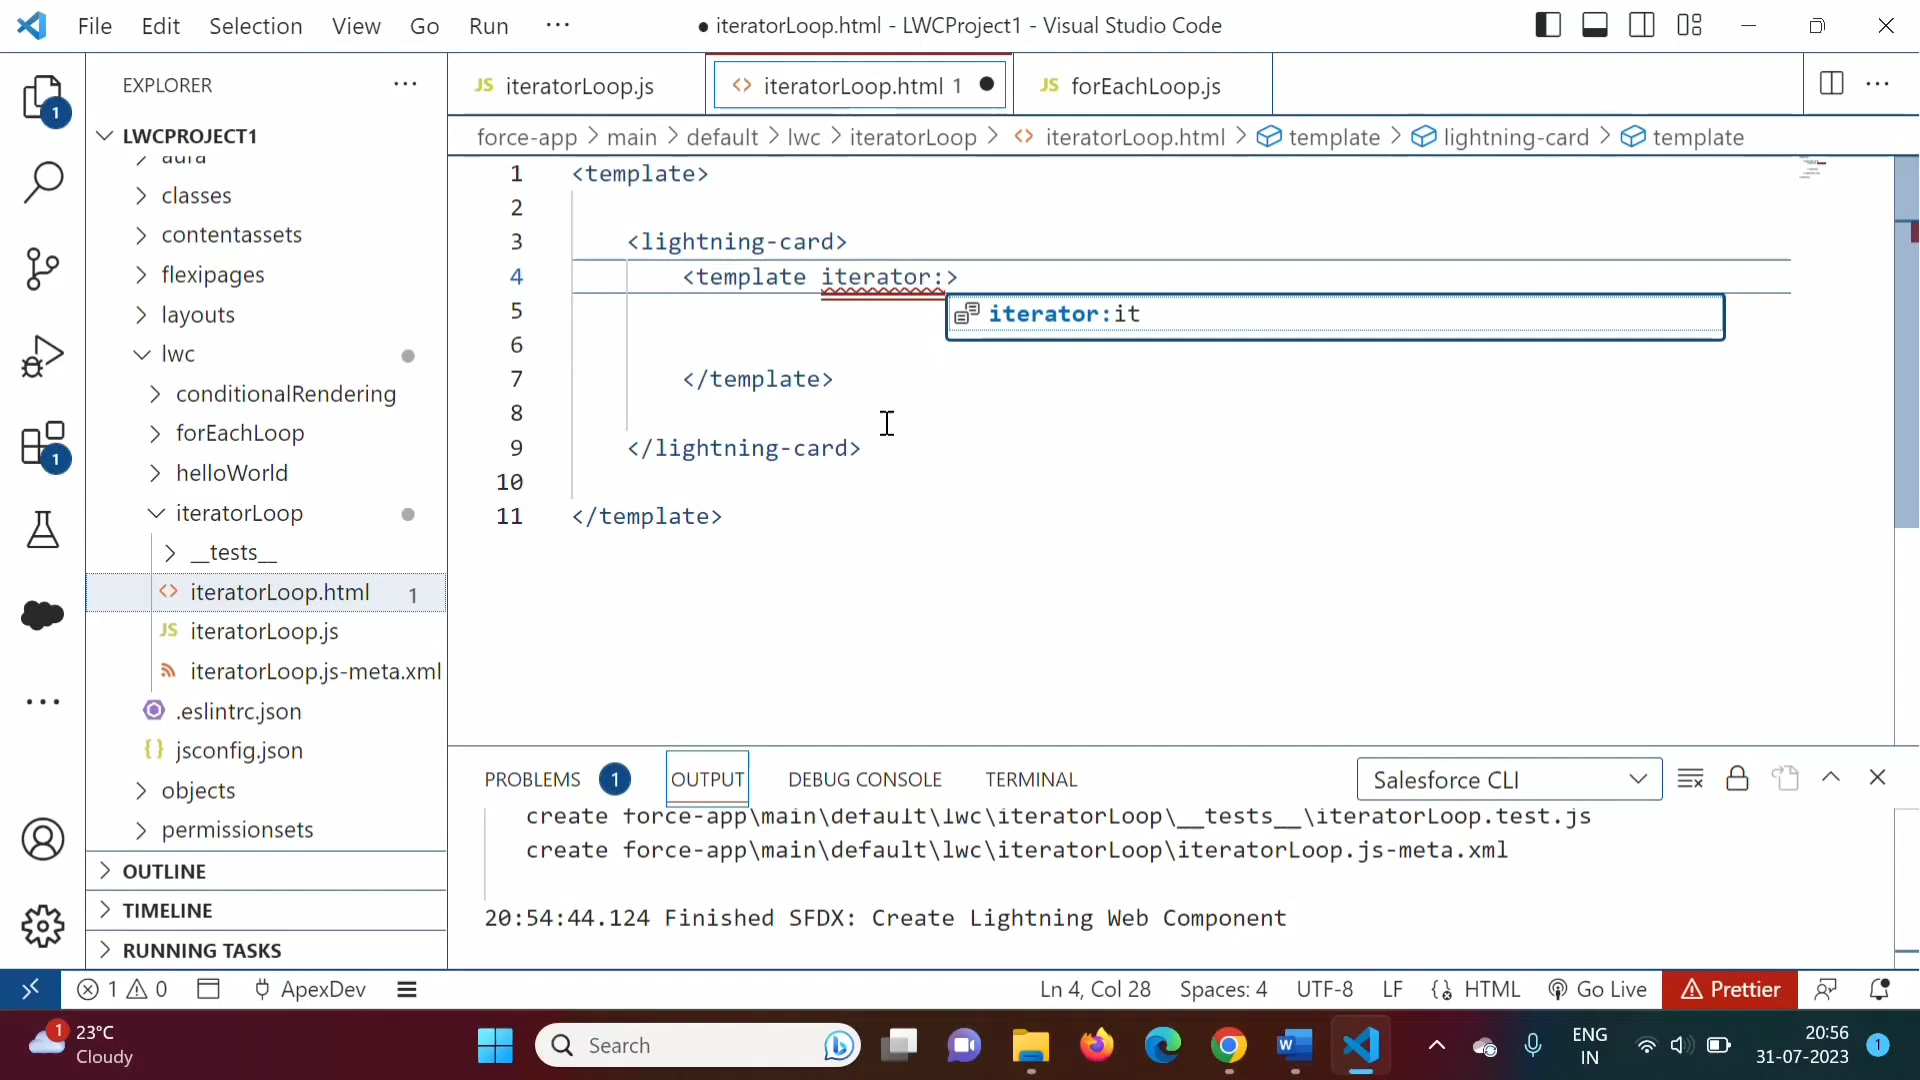 File Edit Selection View Go Run ···
● iteratorLoop.html - LWCProject1 - Visual Studio Code
EXPLORER
JS iteratorLoop.js
<> iteratorLoop.html 1
JS forEachLoop.js
force-app > main > default > lwc > iteratorLoop > <> iteratorLoop.html > template > lightning-card > template
LWCPROJECT1
aura
classes
contentassets
flexipages
layouts
lwc
conditionalRendering
forEachLoop
helloWorld
iteratorLoop
__tests__
<> iteratorLoop.html 1
JS iteratorLoop.js
iteratorLoop.js-meta.xml
.eslintrc.json
{} jsconfig.json
objects
permissionsets
OUTLINE
TIMELINE
RUNNING TASKS
1 <template>
2
3 <lightning-card>
4 <template iterator:>
5
iterator:it
6
7 </template>
8
9 </lightning-card>
10
11 </template>
PROBLEMS 1 OUTPUT DEBUG CONSOLE TERMINAL
Salesforce CLI
create force-app\main\default\lwc\iteratorLoop\__tests__\iteratorLoop.test.js
create force-app\main\default\lwc\iteratorLoop\iteratorLoop.js-meta.xml
20:54:44.124 Finished SFDX: Create Lightning Web Component
1
1
1 0 ApexDev
Ln 4, Col 28 Spaces: 4 UTF-8 LF HTML Go Live Prettier
1
23°C
Cloudy
Search
ENG
IN
20:56
31-07-2023
1